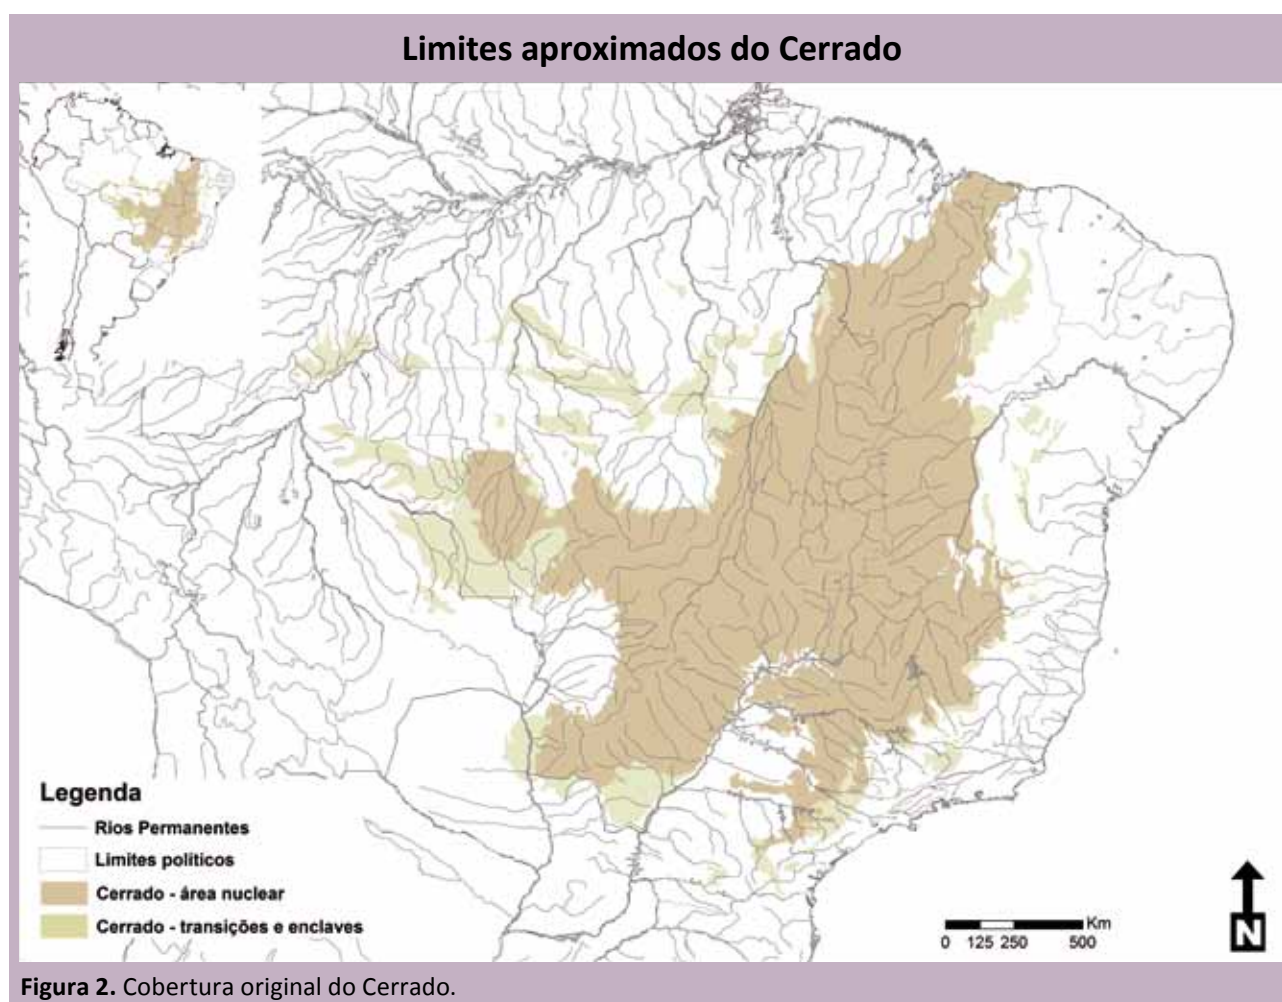 Limites aproximados do Cerrado
Legenda
Rios Permanentes
Limites políticos
Cerrado - área nuclear
Cerrado - transições e enclaves
Km
0 125 250 500
N
Figura 2. Cobertura original do Cerrado.